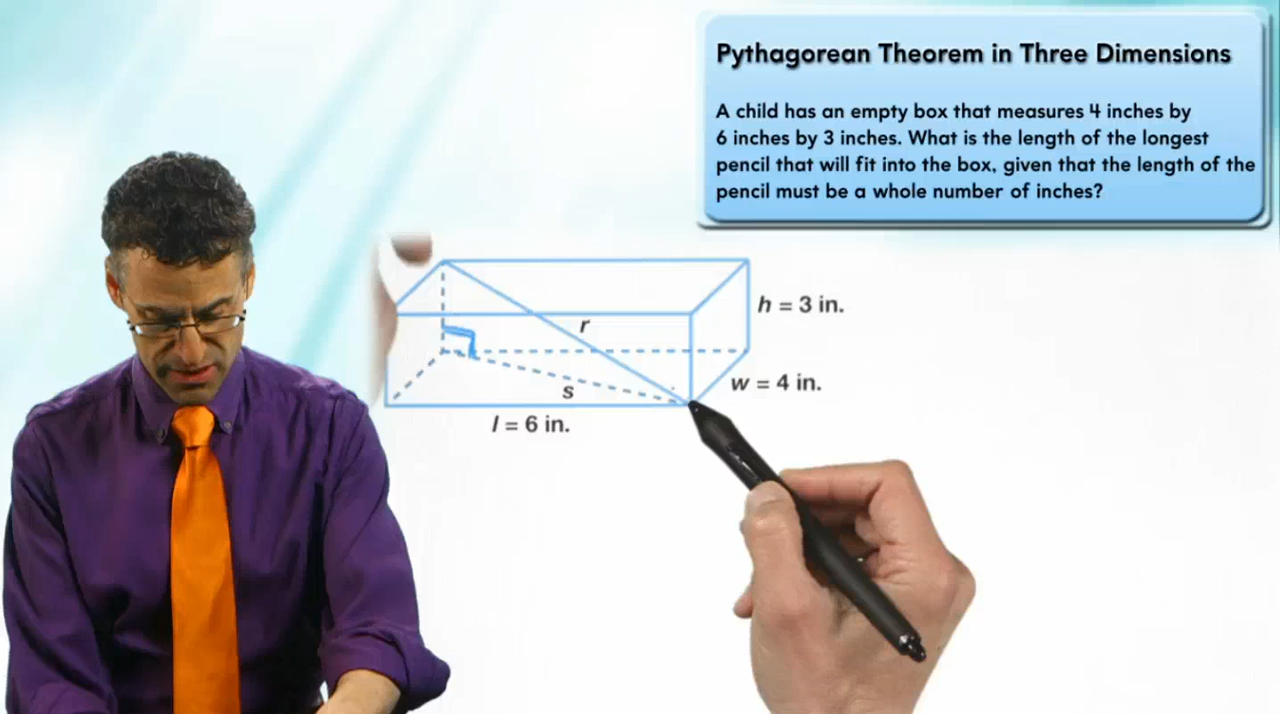 Pythagorean Theorem in Three Dimensions
A child has an empty box that measures 4 inches by
6 inches by 3 inches. What is the length of the longest
pencil that will fit into the box, given that the length of the
pencil must be a whole number of inches?
h = 3 in.
r
w = 4 in.
s
l = 6 in.